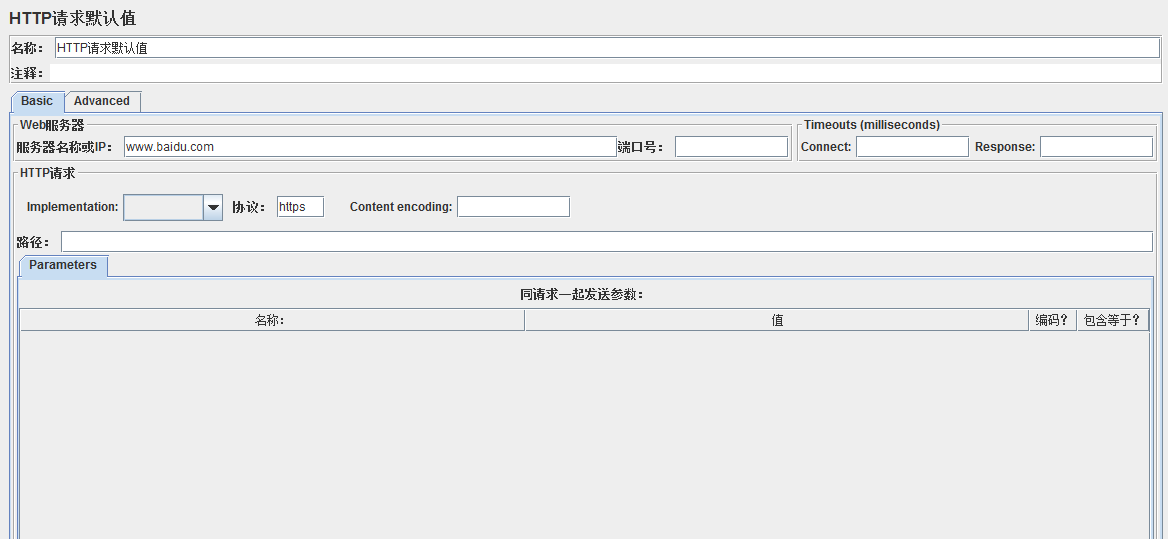 HTTP请求默认值
名称： HTTP请求默认值
注释：
Basic Advanced
Web服务器 Timeouts (milliseconds)
服务器名称或IP： www.baidu.com 端口号： Connect: Response:
HTTP请求
Implementation: 协议： https Content encoding:
路径：
Parameters
同请求一起发送参数：
名称： 值 编码? 包含等于?